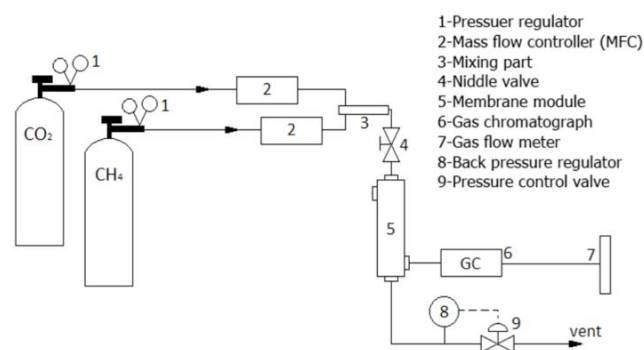 1-Pressuer regulator
2-Mass flow controller (MFC)
3-Mixing part
4-Niddle valve
5-Membrane module
6-Gas chromatograph
7-Gas flow meter
8-Back pressure regulator
9-Pressure control valve
1
2
1
2
3
CO₂
4
CH₄
5
GC
6
7
8
9
vent